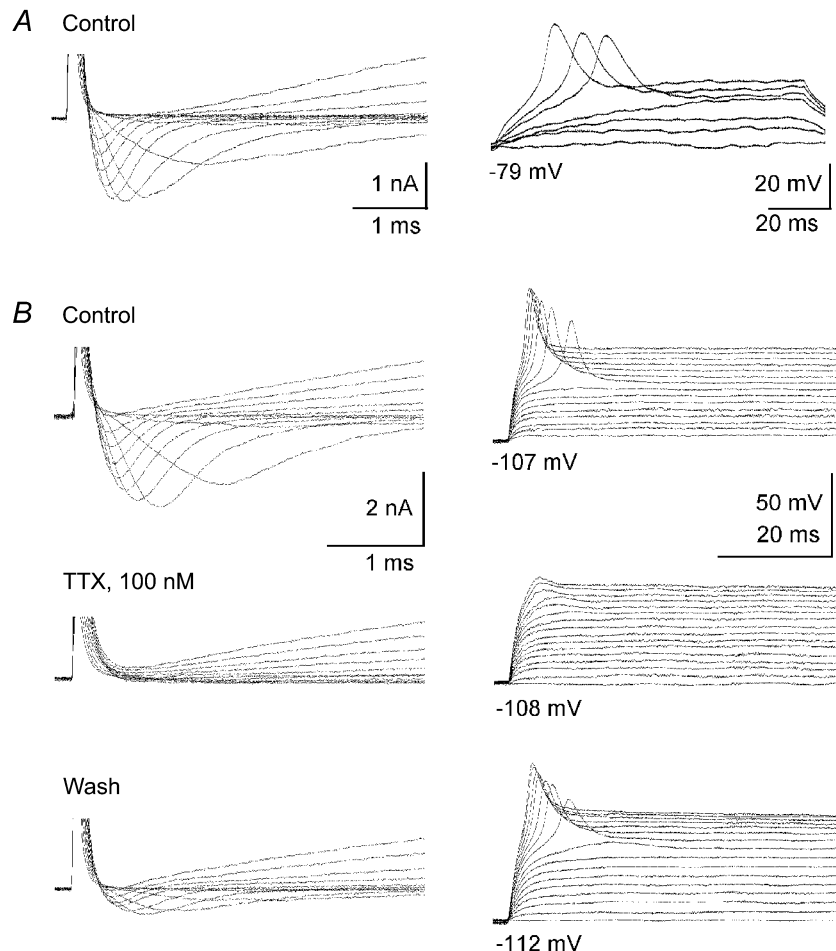 A Control
-79 mV
1 nA
1 ms
20 mV
20 ms
B Control
-107 mV
2 nA
1 ms
50 mV
20 ms
TTX, 100 nM
-108 mV
Wash
-112 mV